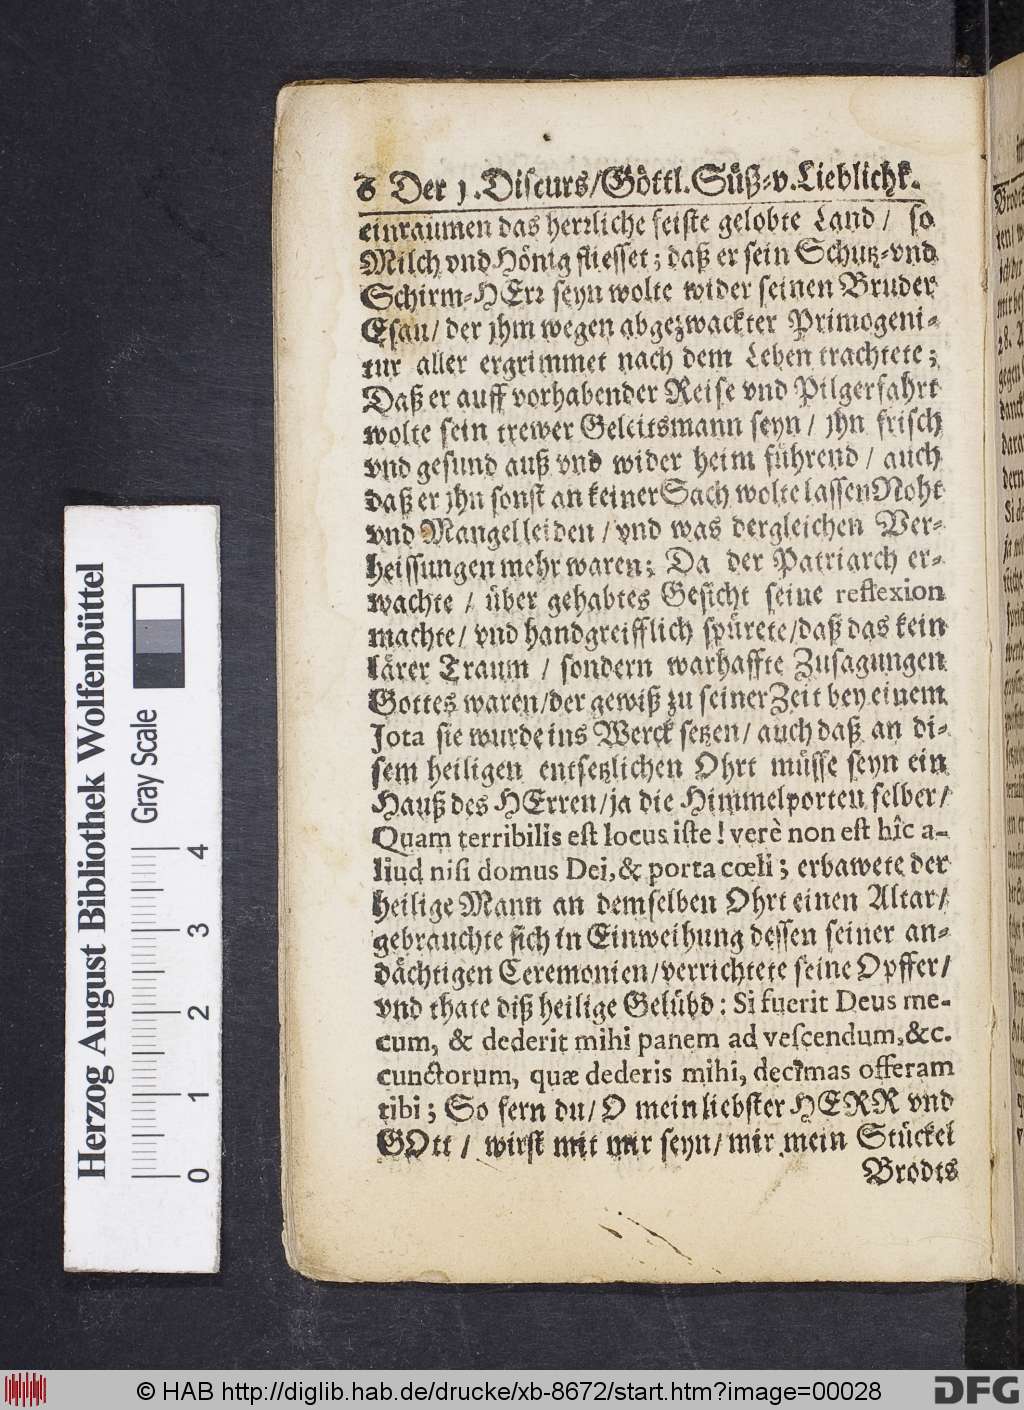 6 Der 1. Discurs/ Göttl. Süß-v. Lieblichk.
einraumen das herrliche feiste gelobte Land / so
Milch vnd Hönig fliesset; daß er sein Schutz-vnd
Schirm-HErr seyn wolte wider seinen Bruder
Esau/ der jhm wegen abgezwackter Primogeni-
tur aller ergrimmet nach dem Leben trachtete;
Daß er auff vorhabender Reise vnd Pilgerfahrt
wolte sein trewer Geleitsmann seyn / jhn frisch
vnd gesund auß vnd wider heim führend / auch
daß er jhn sonst an keiner Sach wolte lassen Noht
vnd Mangel leiden / vnd was dergleichen Ver-
heissungen mehr waren; Da der Patriarch er-
wachte / über gehabtes Gesicht seine reflexion
machte/ vnd handgreifflich spürete/ daß das kein
lärer Traum / sondern warhaffte Zusagungen
Gottes waren/ der gewiß zu seiner Zeit bey einem
Jota sie wurde ins Werck setzen/ auch daß an di-
sem heiligen entsetzlichen Ohrt müsse seyn ein
Hauß des HErren/ ja die Himmelporten selber/
Quam terribilis est locus iste ! verè non est hîc a-
liud nisi domus Dei, & porta cœli ; erbawete der
heilige Mann an demselben Ohrt einen Altar/
gebrauchte sich in Einweihung dessen seiner an-
dächtigen Ceremonien/ verrichtete seine Opffer/
vnd thate diß heilige Gelübd : Si fuerit Deus me-
cum, & dederit mihi panem ad vescendum, &c.
cunctorum, quæ dederis mihi, decimas offeram
tibi ; So fern du/ O mein liebster HERR vnd
GOtt / wirst mit mir seyn/ mir mein Stückel
Brodts
Herzog August Bibliothek Wolfenbüttel
Gray Scale
0 1 2 3 4
© HAB http://diglib.hab.de/drucke/xb-8672/start.htm?image=00028
DFG